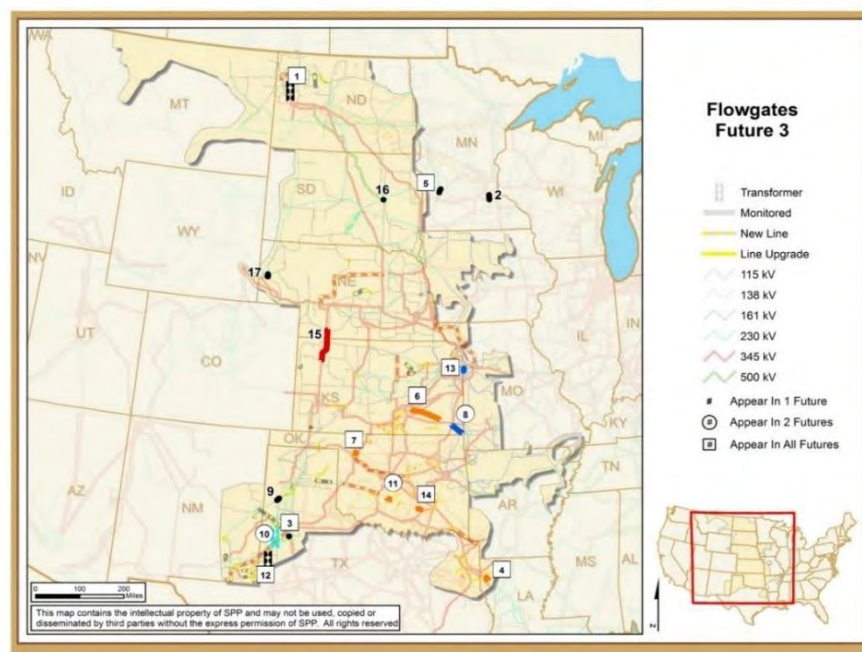 WA
MT
ND
MN
MI
1
5
2
ID
SD
16
WI
WY
17
NE
IA
NV
15
UT
CO
IL
IN
13
KS
MO
6
8
KY
OK
7
TN
AZ
NM
9
11
14
AR
10
3
MS
AL
12
TX
4
LA
0
100
200
Miles
This map contains the intellectual property of SPP and may not be used, copied or
disseminated by third parties without the express permission of SPP. All rights reserved
Flowgates
Future 3
Transformer
Monitored
New Line
Line Upgrade
115 kV
138 kV
161 kV
230 kV
345 kV
500 kV
# Appear In 1 Future
# Appear In 2 Futures
# Appear In All Futures